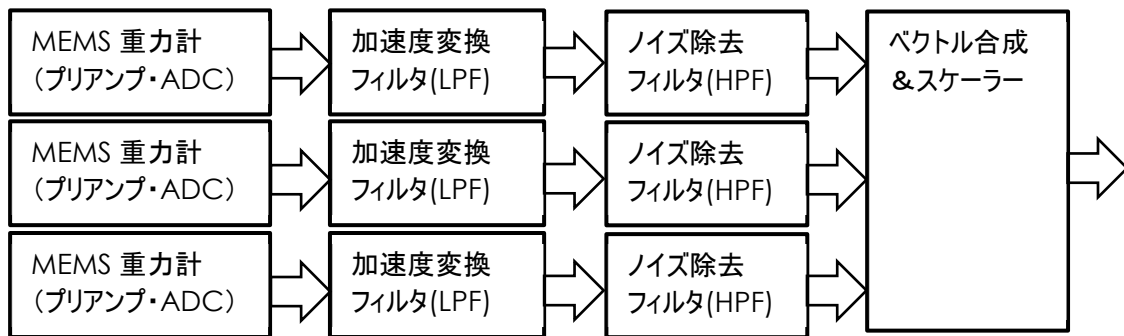 MEMS 重力計
（プリアンプ・ADC）
加速度変換
フィルタ(LPF)
ノイズ除去
フィルタ(HPF)
ベクトル合成
＆スケーラー
MEMS 重力計
（プリアンプ・ADC）
加速度変換
フィルタ(LPF)
ノイズ除去
フィルタ(HPF)
MEMS 重力計
（プリアンプ・ADC）
加速度変換
フィルタ(LPF)
ノイズ除去
フィルタ(HPF)